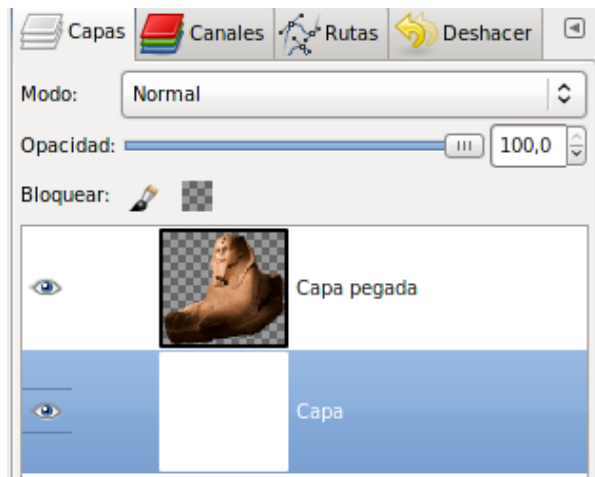 Capas Canales Rutas Deshacer
Modo: Normal
Opacidad: 100,0
Bloquear:
Capa pegada
Capa